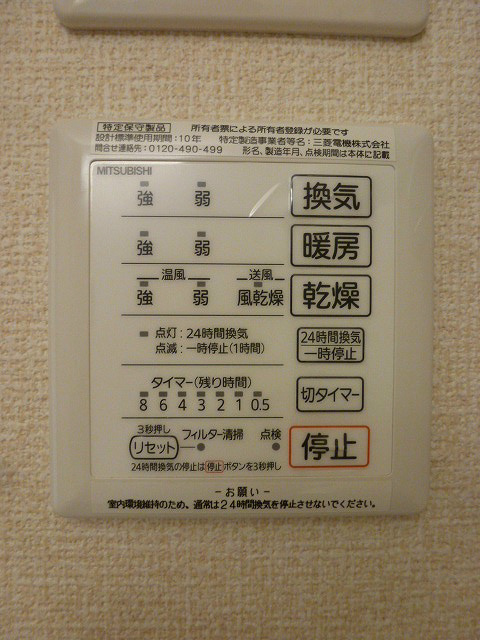 特定保守製品 所有者票による所有者登録が必要です
設計標準使用期間:10年 特定製造事業者等名:三菱電機株式会社
問合せ連絡先:0120-490-499 形名、製造年月、点検期間は本体に記載
MITSUBISHI
強 弱 換気
強 弱 暖房
温風 送風
強 弱 風乾燥 乾燥
点灯:24時間換気 24時間換気
点滅:一時停止(1時間) 一時停止
タイマー(残り時間) 切タイマー
8 6 4 3 2 1 0.5
3秒押し
リセット フィルター清掃 点検 停止
24時間換気の停止は停止ボタンを3秒押し
-お願い-
室内環境維持のため、通常は24時間換気を停止させないでください。